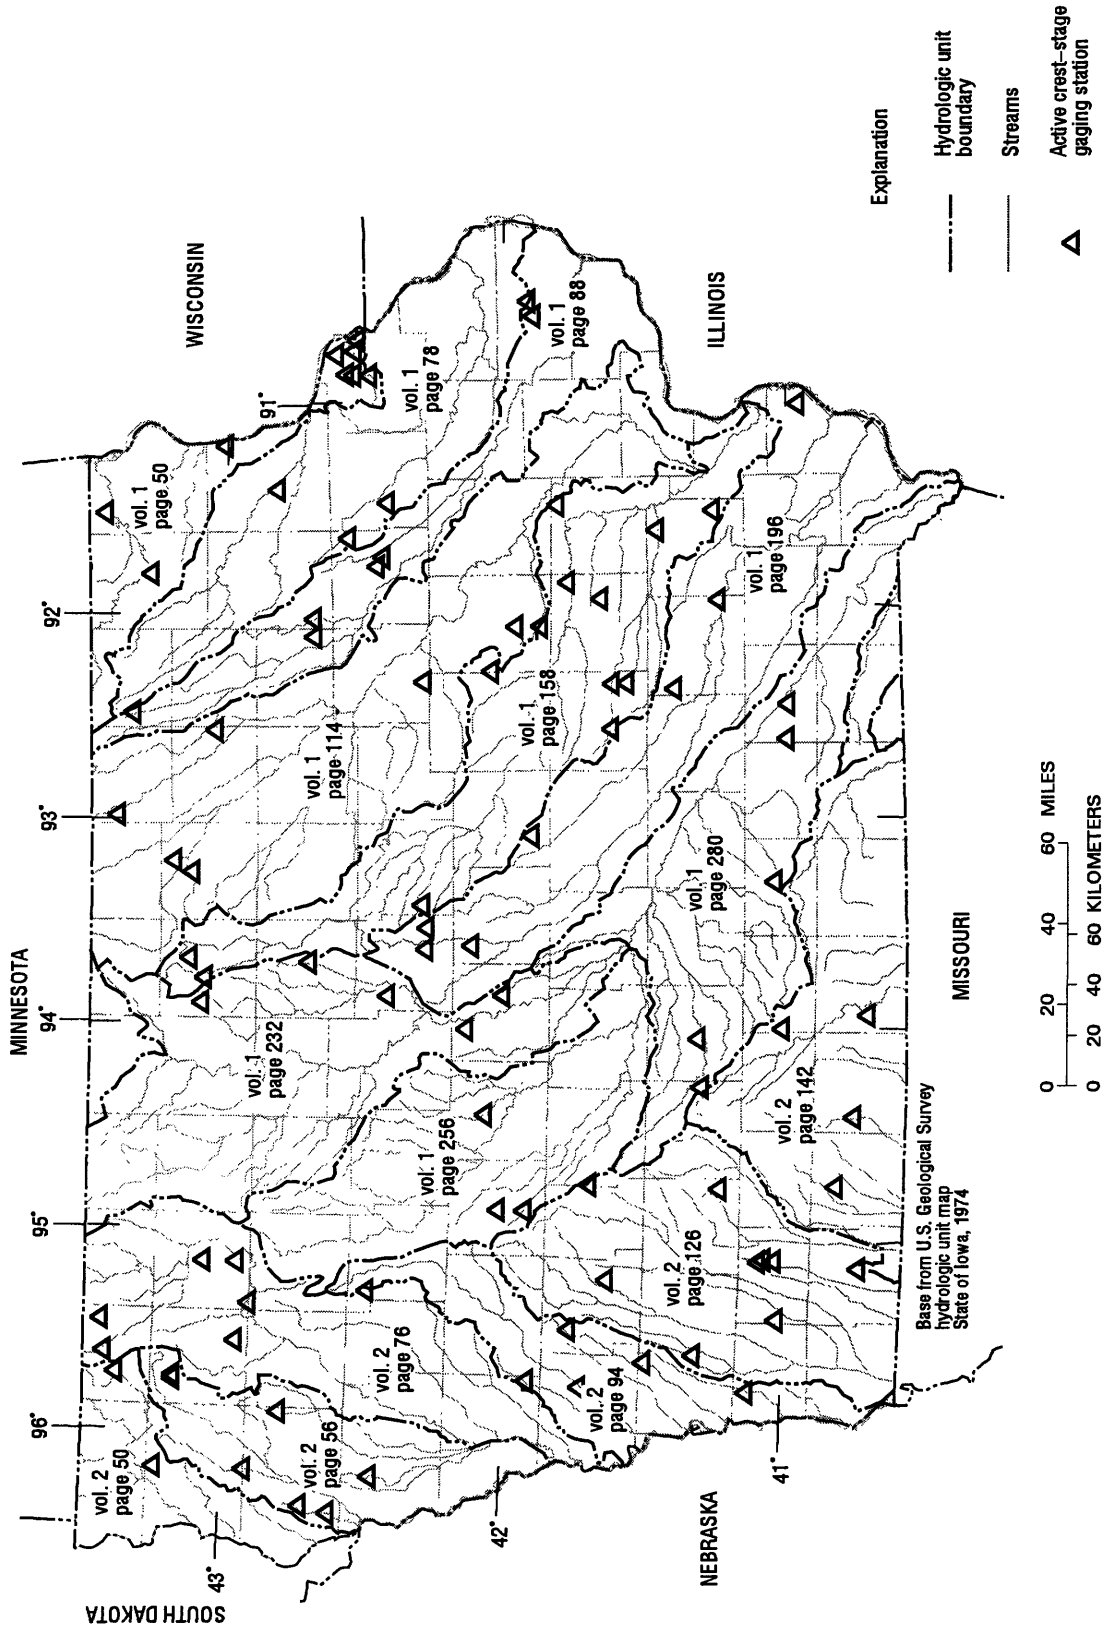 MINNESOTA
WISCONSIN
ILLINOIS
MISSOURI
NEBRASKA
SOUTH DAKOTA
96°
95°
94°
93°
92°
91°
43°
42°
41°
vol. 2
page 50
vol. 2
page 56
vol. 2
page 76
vol. 2
page 94
vol. 2
page 126
vol. 2
page 142
vol. 1
page 232
vol. 1
page 256
vol. 1
page 280
vol. 1
page 114
vol. 1
page 158
vol. 1
page 196
vol. 1
page 50
vol. 1
page 78
vol. 1
page 88
Base from U.S. Geological Survey
hydrologic unit map
State of Iowa, 1974
0 20 40 60 MILES
0 20 40 60 KILOMETERS
Explanation
Hydrologic unit
boundary
Streams
Active crest-stage
gaging station